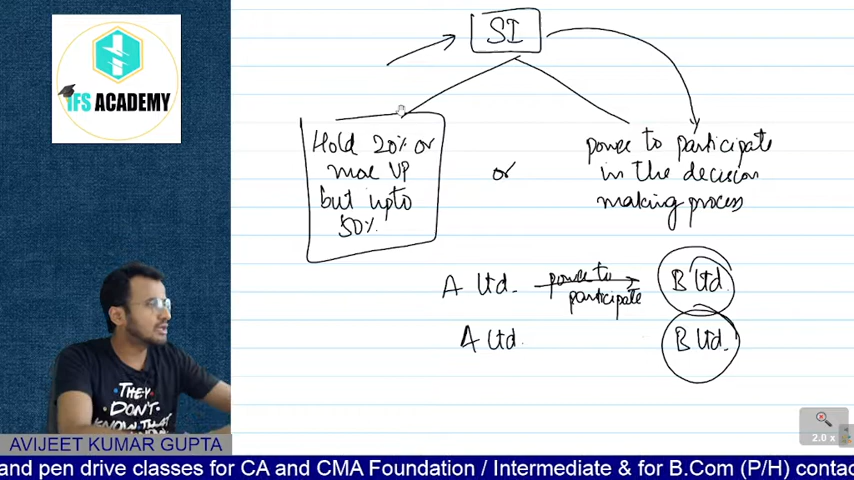 SI
IFS ACADEMY
Hold 20% or
more VP
but upto
50%.
or
power to participate
in the decision
making process
A Ltd.
power to
participate
B Ltd.
A Ltd.
B Ltd.
THEY
DON'T
KNOW THAT
2.0 x
AVIJEET KUMAR GUPTA
and pen drive classes for CA and CMA Foundation / Intermediate & for B.Com (P/H) contac